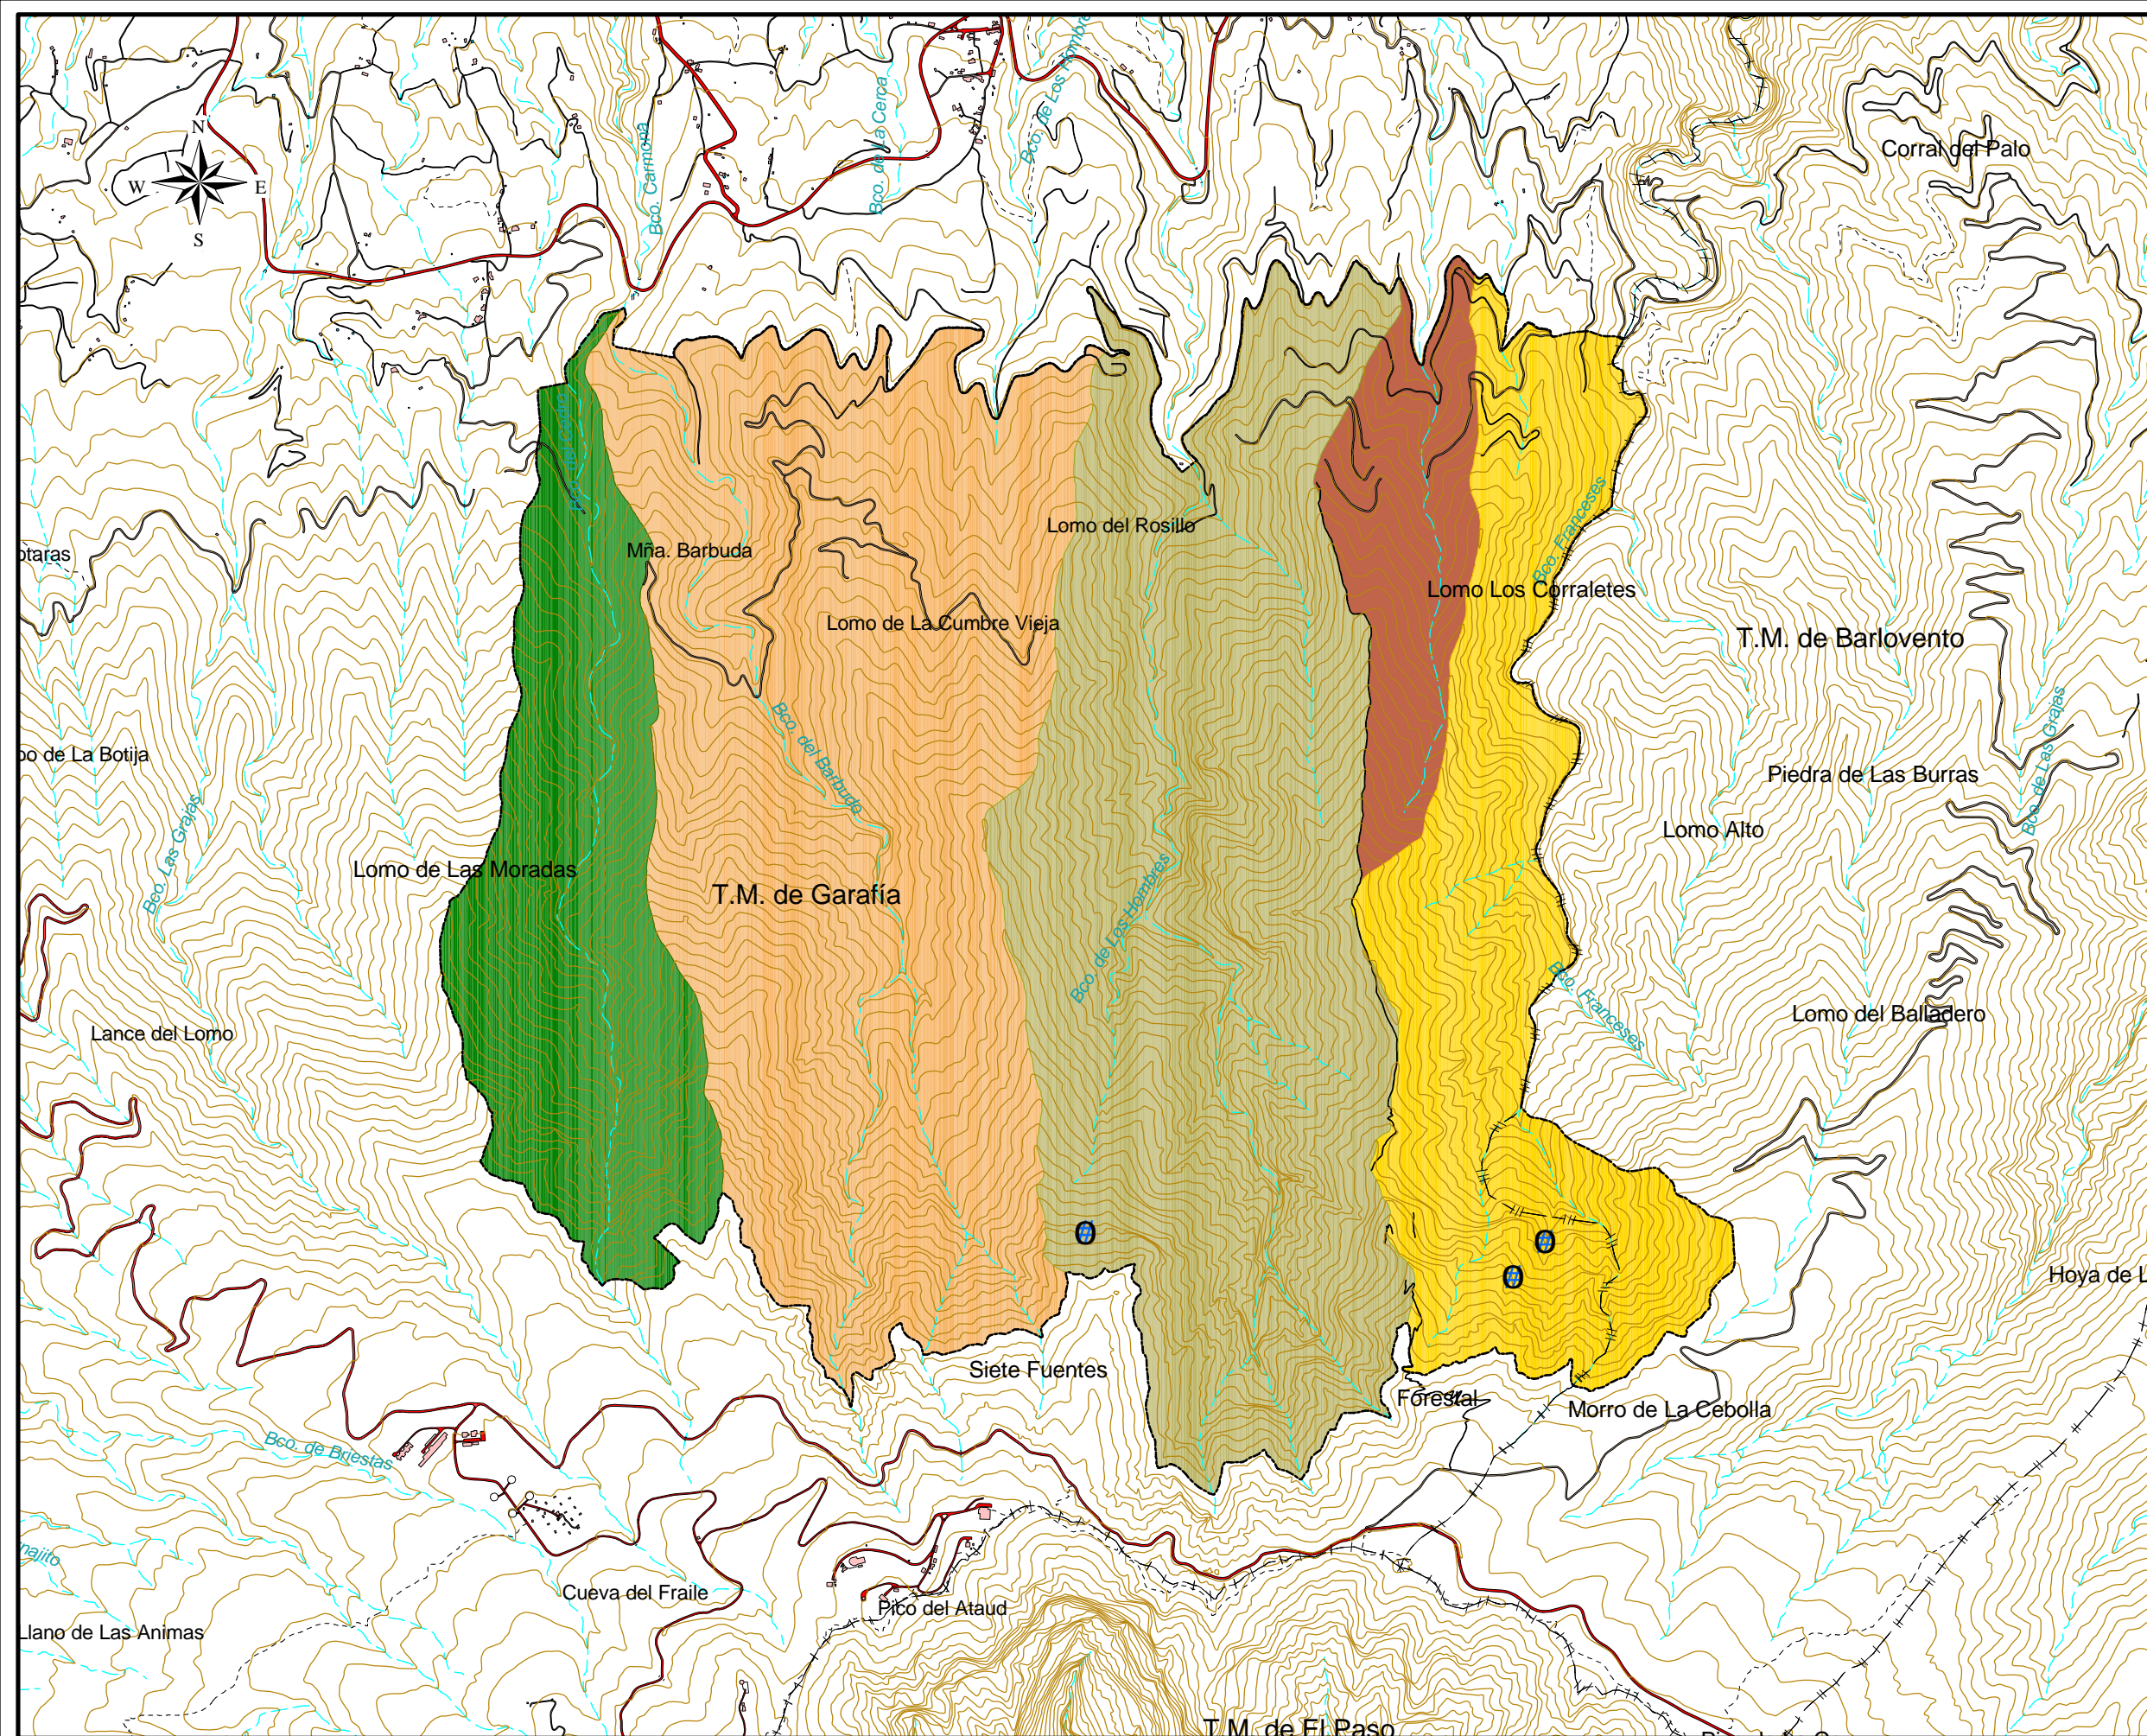 Bco. de Los Hombres
Bco. Carmona
Bco. de La Cerca
N
W
E
S
Corral del Palo
Lomo del Rosillo
Mña. Barbuda
otaras
Bco. Franceses
Lomo Los Corraletes
Lomo de La Cumbre Vieja
T.M. de Barlovento
Bco. del Barbudo
Bco. de Las Grajas
po de La Botija
Piedra de Las Burras
Lomo Alto
Bco. Las Grajas
Lomo de Las Moradas
T.M. de Garafía
Bco. de Los Hombres
Bco. Franceses
Lomo del Balladero
Lance del Lomo
Hoya de L
Siete Fuentes
Forestal
Morro de La Cebolla
Bco. de Briestas
najito
Cueva del Fraile
Pico del Ataud
Llano de Las Animas
T.M. de El Paso